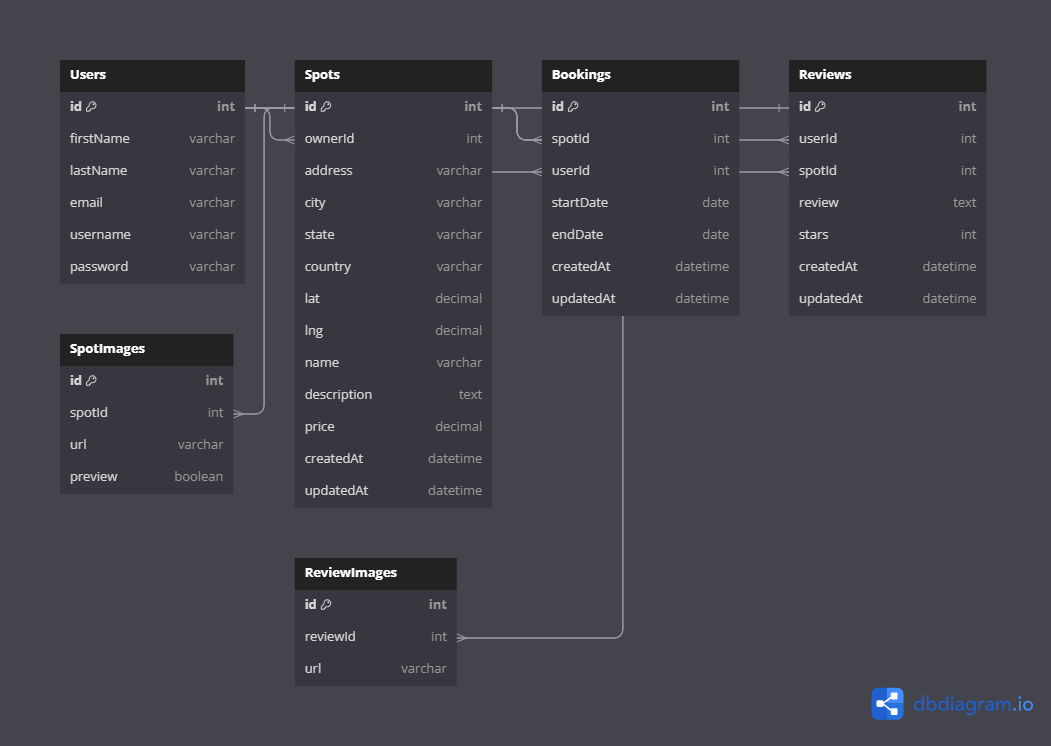 Users
id int
firstName varchar
lastName varchar
email varchar
username varchar
password varchar
Spots
id int
ownerId int
address varchar
city varchar
state varchar
country varchar
lat decimal
lng decimal
name varchar
description text
price decimal
createdAt datetime
updatedAt datetime
Bookings
id int
spotId int
userId int
startDate date
endDate date
createdAt datetime
updatedAt datetime
Reviews
id int
userId int
spotId int
review text
stars int
createdAt datetime
updatedAt datetime
SpotImages
id int
spotId int
url varchar
preview boolean
ReviewImages
id int
reviewId int
url varchar
dbdiagram.io